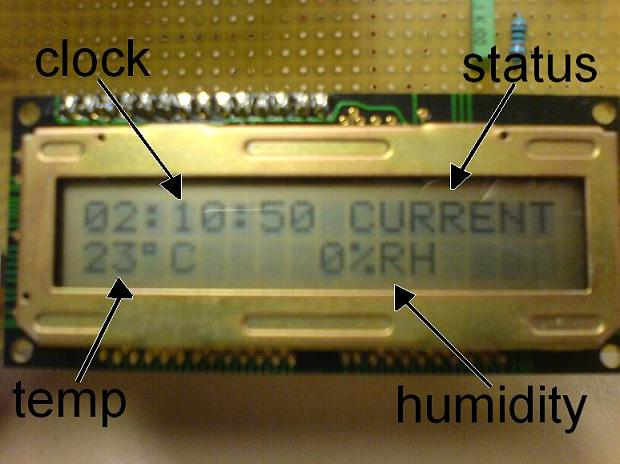 clock
status
02:10:50 CURRENT
23°C 0%RH
temp
humidity